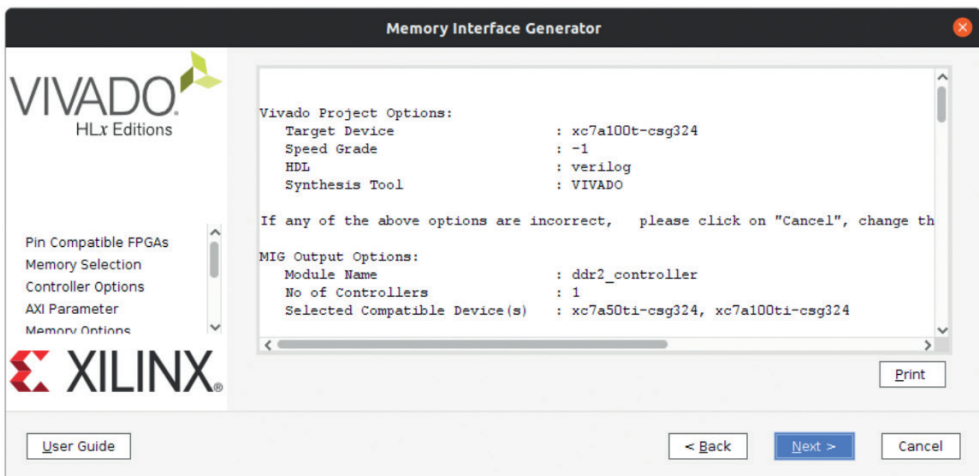 Memory Interface Generator
VIVADO.
HLx Editions
Pin Compatible FPGAs
Memory Selection
Controller Options
AXI Parameter
Memory Options
XILINX®
Vivado Project Options:
Target Device : xc7a100t-csg324
Speed Grade : -1
HDL : verilog
Synthesis Tool : VIVADO
If any of the above options are incorrect, please click on "Cancel", change th
MIG Output Options:
Module Name : ddr2_controller
No of Controllers : 1
Selected Compatible Device(s) : xc7a50ti-csg324, xc7a100ti-csg324
Print
User Guide
< Back
Next >
Cancel